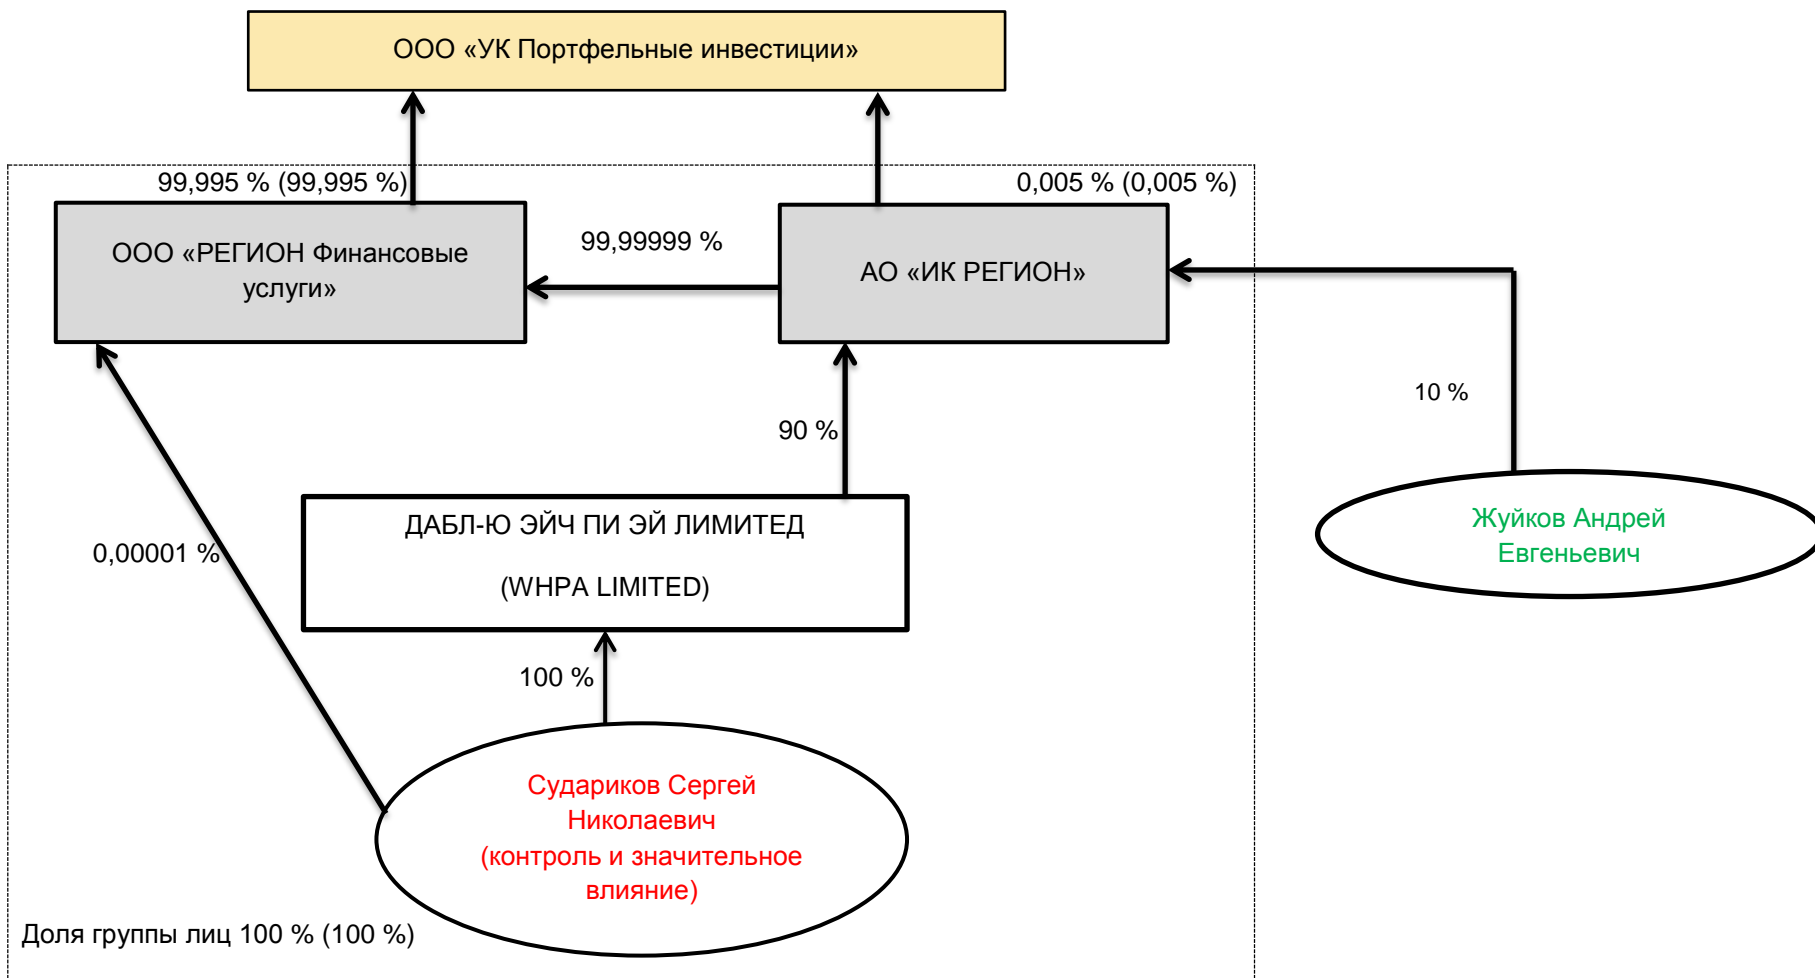 ООО «УК Портфельные инвестиции»
99,995 % (99,995 %)
0,005 % (0,005 %)
ООО «РЕГИОН Финансовые
услуги»
99,99999 %
АО «ИК РЕГИОН»
10 %
90 %
Жуйков Андрей
Евгеньевич
ДАБЛ-Ю ЭЙЧ ПИ ЭЙ ЛИМИТЕД
(WHPA LIMITED)
0,00001 %
100 %
Судариков Сергей
Николаевич
(контроль и значительное
влияние)
Доля группы лиц 100 % (100 %)